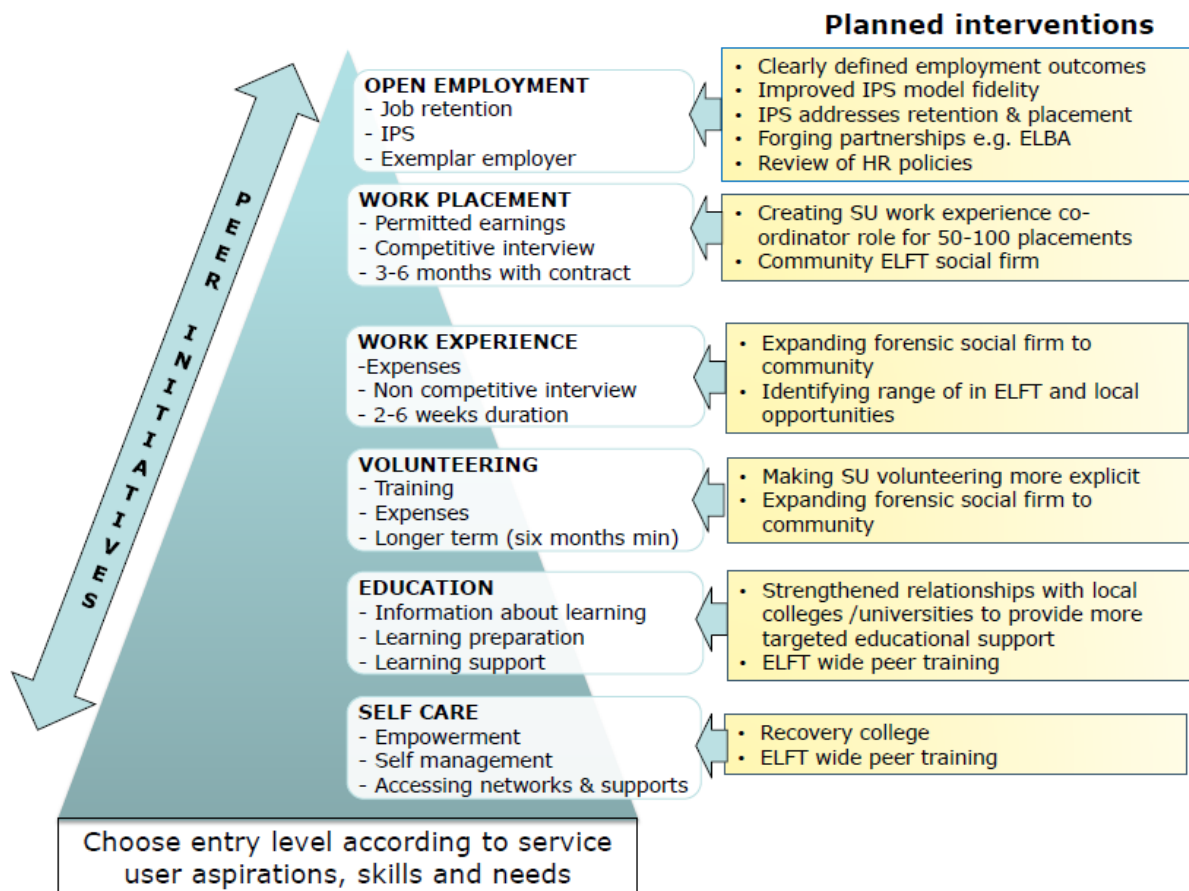 Planned interventions
PEER INITIATIVES
OPEN EMPLOYMENT
- Job retention
- IPS
- Exemplar employer
• Clearly defined employment outcomes
• Improved IPS model fidelity
• IPS addresses retention & placement
• Forging partnerships e.g. ELBA
• Review of HR policies
WORK PLACEMENT
- Permitted earnings
- Competitive interview
- 3-6 months with contract
• Creating SU work experience co-
ordinator role for 50-100 placements
• Community ELFT social firm
WORK EXPERIENCE
-Expenses
- Non competitive interview
- 2-6 weeks duration
• Expanding forensic social firm to
community
• Identifying range of in ELFT and local
opportunities
VOLUNTEERING
- Training
- Expenses
- Longer term (six months min)
• Making SU volunteering more explicit
• Expanding forensic social firm to
community
EDUCATION
- Information about learning
- Learning preparation
- Learning support
• Strengthened relationships with local
colleges /universities to provide more
targeted educational support
• ELFT wide peer training
SELF CARE
- Empowerment
- Self management
- Accessing networks & supports
• Recovery college
• ELFT wide peer training
Choose entry level according to service
user aspirations, skills and needs